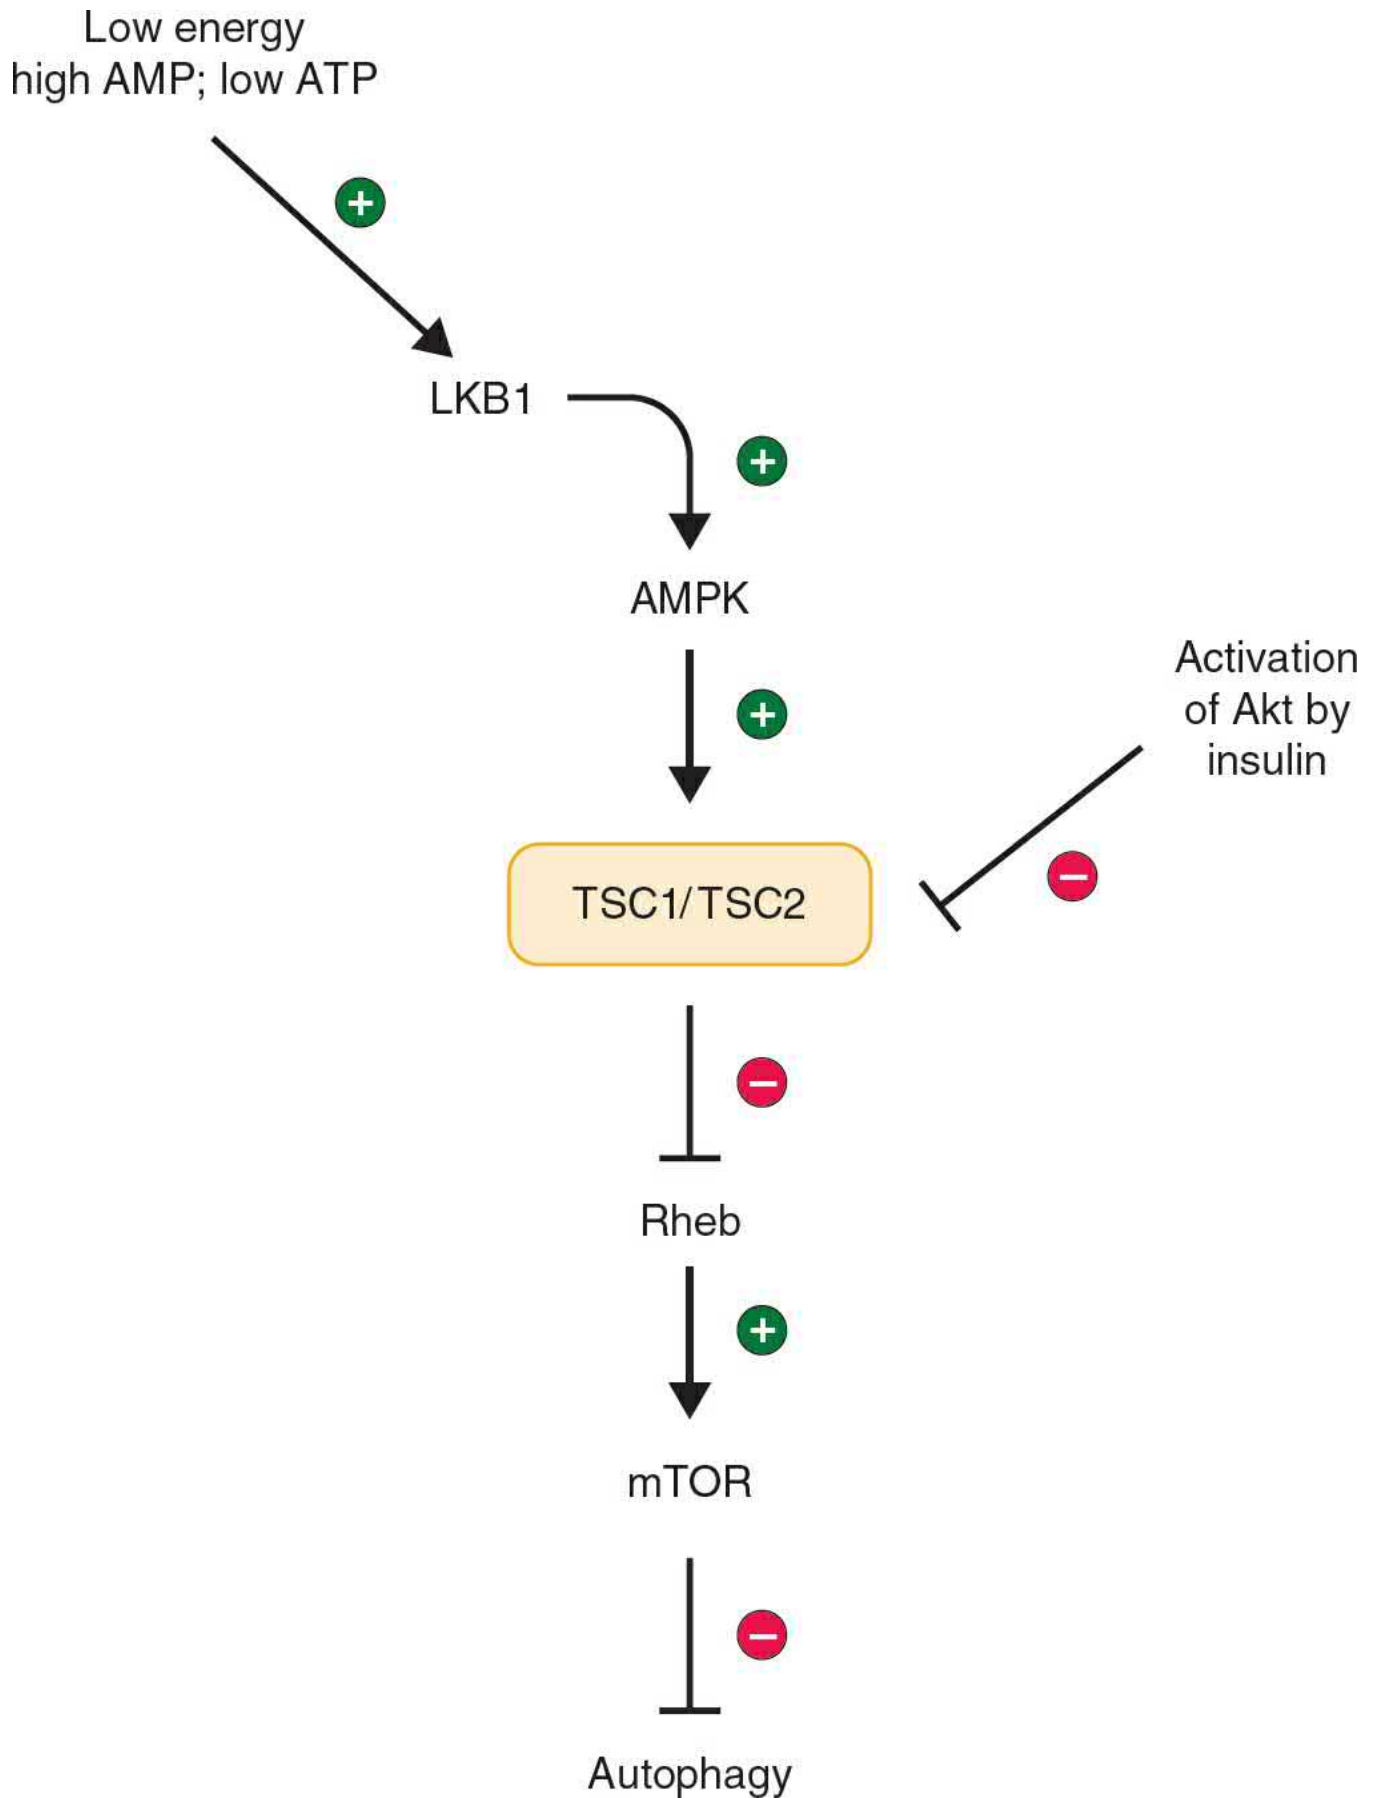 Low energy
high AMP; low ATP
+
LKB1
+
AMPK
+
Activation
of Akt by
insulin
−
TSC1/TSC2
−
Rheb
+
mTOR
−
Autophagy